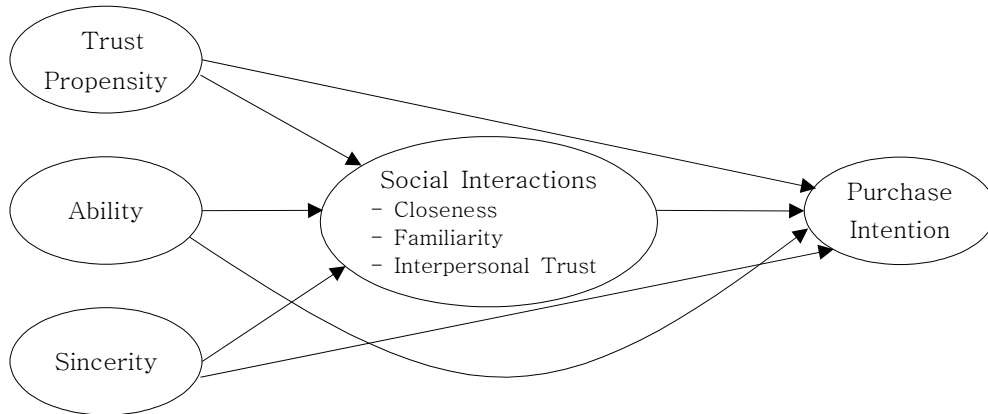 Trust
Propensity
Ability
Sincerity
Social Interactions
- Closeness
- Familiarity
- Interpersonal Trust
Purchase
Intention